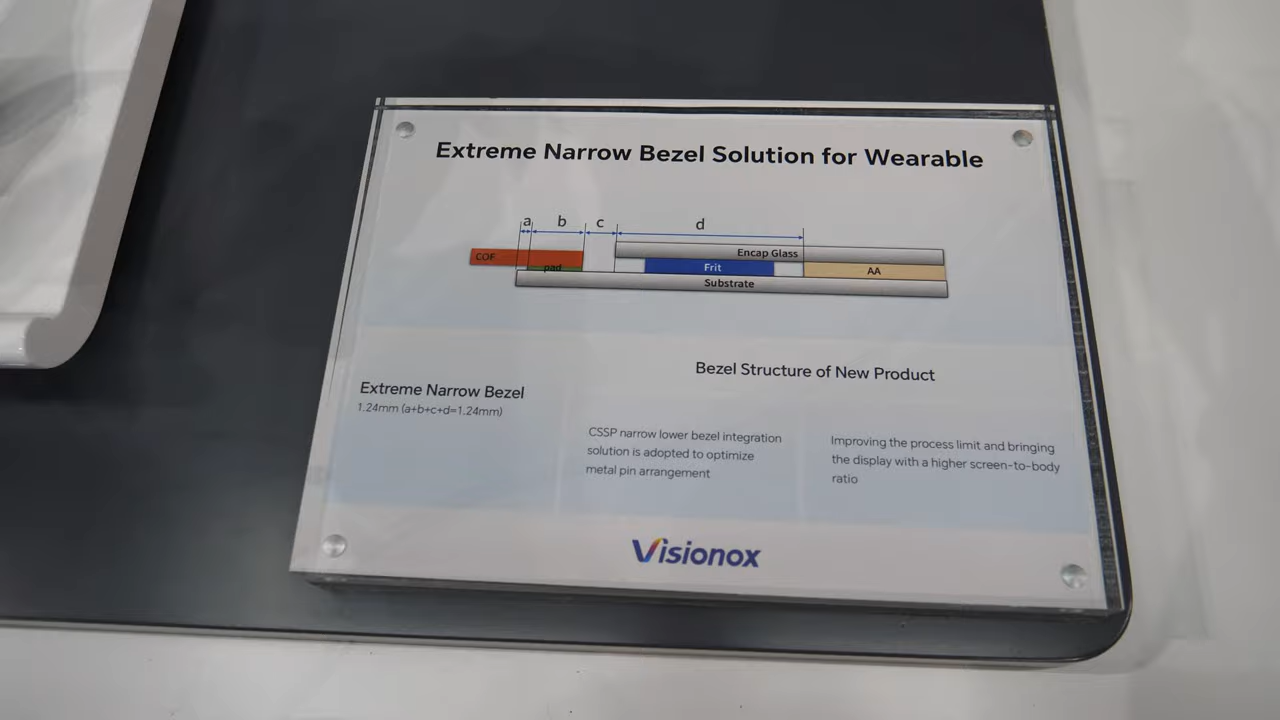 Extreme Narrow Bezel Solution for Wearable
a b c d
COF
pad
Encap Glass
Frit
AA
Substrate
Bezel Structure of New Product
Extreme Narrow Bezel
1.24mm (a+b+c+d=1.24mm)
CSSP narrow lower bezel integration
solution is adopted to optimize
metal pin arrangement
Improving the process limit and bringing
the display with a higher screen-to-body
ratio
Visionox